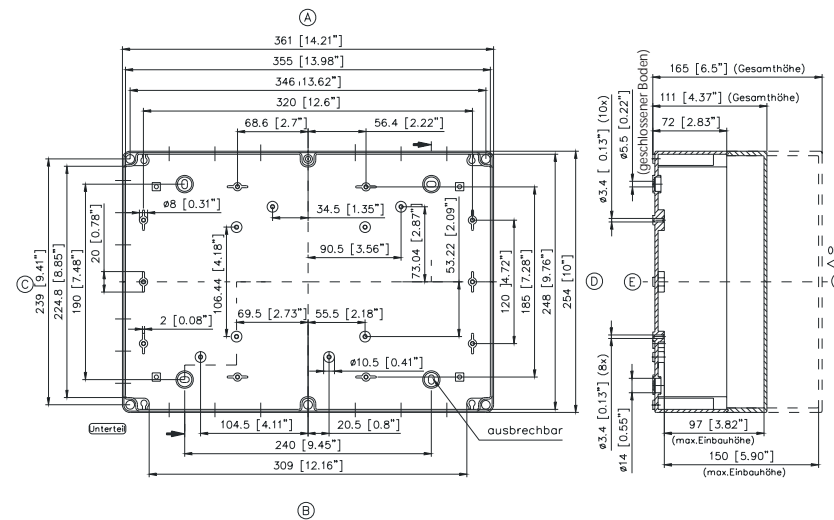 A
361 [14.21"]
355 [13.98"]
346 [13.62"]
320 [12.6"]
68.6 [2.7"]
56.4 [2.22"]
165 [6.5"] (Gesamthöhe)
111 [4.37"] (Gesamthöhe)
72 [2.83"]
(geschlossener Boden)
ø5.5 [0.22"]
ø3.4 [ 0.13"] (10x)
ø8 [0.31"]
34.5 [1.35"]
90.5 [3.56"]
73.04 [2.87"]
53.22 [2.09"]
20 [0.78"]
106.44 [4.18"]
C
239 [9.41"]
224.8 [8.85"]
190 [7.48"]
120 [4.72"]
185 [7.28"]
248 [9.76"]
254 [10"]
D
E
2 [0.08"]
69.5 [2.73"]
55.5 [2.18"]
ø10.5 [0.41"]
Unterteil
104.5 [4.11"]
20.5 [0.8"]
ausbrechbar
240 [9.45"]
309 [12.16"]
ø3.4 [0.13"] (8x)
ø14 [0.55"]
97 [3.82"]
(max.Einbauhöhe)
150 [5.90"]
(max.Einbauhöhe)
B